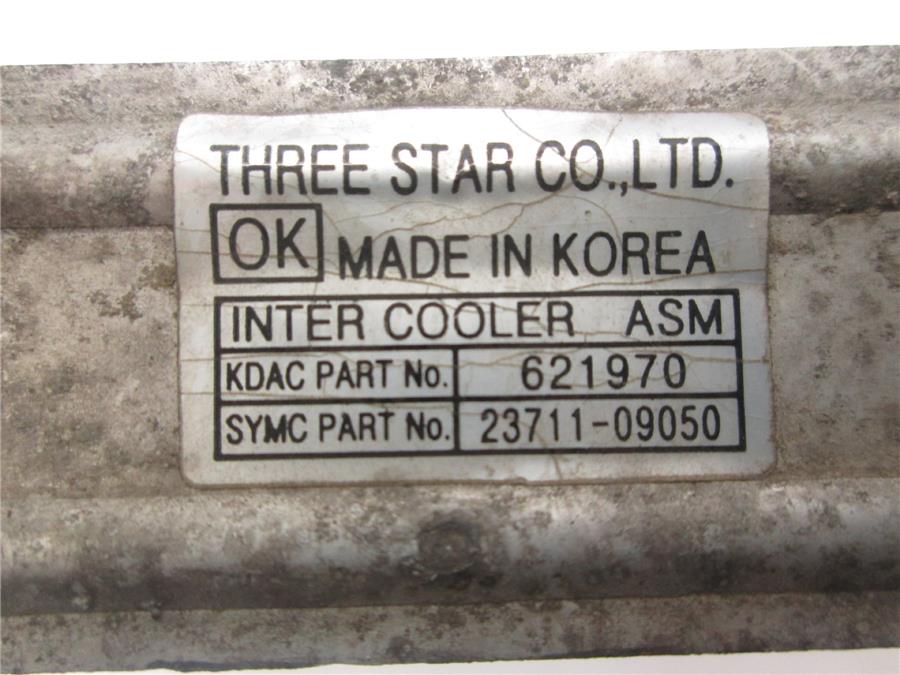 THREE STAR CO.,LTD.
OK MADE IN KOREA
INTER COOLER ASM
KDAC PART No. 621970
SYMC PART No. 23711-09050